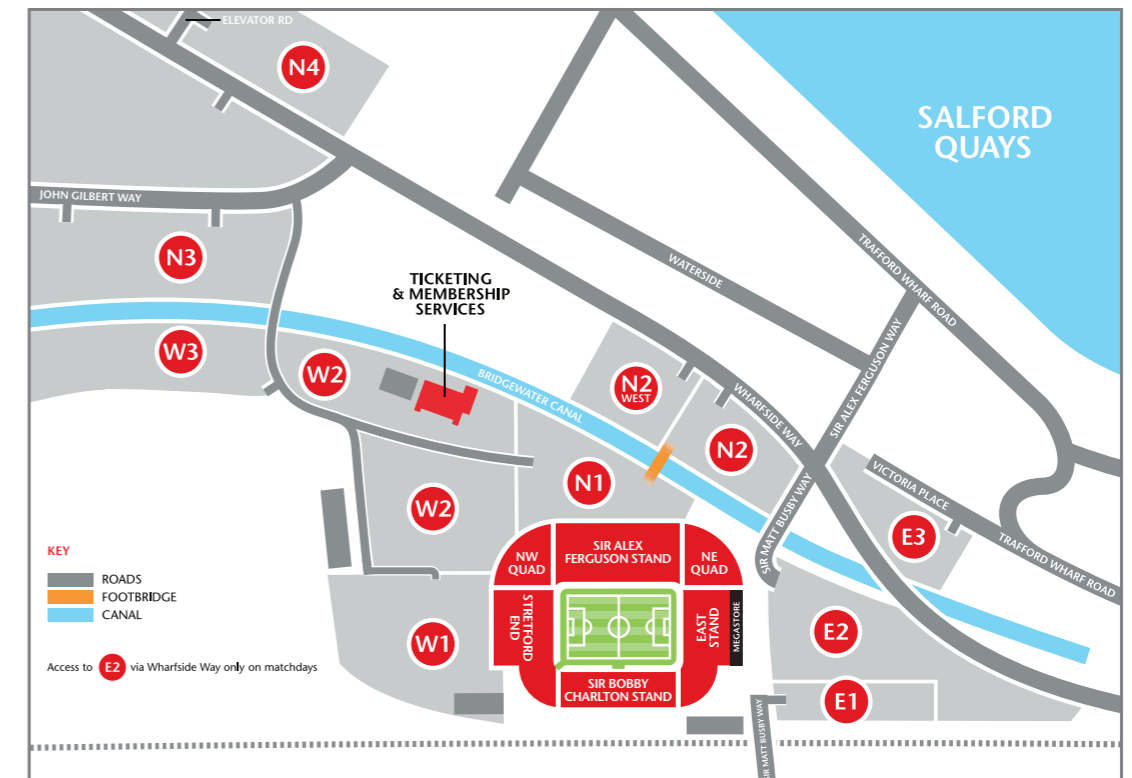 ELEVATOR RD
N4
SALFORD
QUAYS
JOHN GILBERT WAY
N3
TICKETING
& MEMBERSHIP
SERVICES
WATERSIDE
TRAFFORD WHARF ROAD
W3
W2
BRIDGEWATER CANAL
N2
WEST
WHARFSIDE WAY
SIR ALEX FERGUSON WAY
N2
VICTORIA PLACE
N1
W2
SIR MATT BUSBY WAY
E3
TRAFFORD WHARF ROAD
KEY
ROADS
FOOTBRIDGE
CANAL
NW
QUAD
SIR ALEX
FERGUSON STAND
NE
QUAD
STRETFORD
END
EAST
STAND
MEGASTORE
W1
E2
Access to E2 via Wharfside Way only on matchdays
SIR BOBBY
CHARLTON STAND
E1
SIR MATT BUSBY WAY